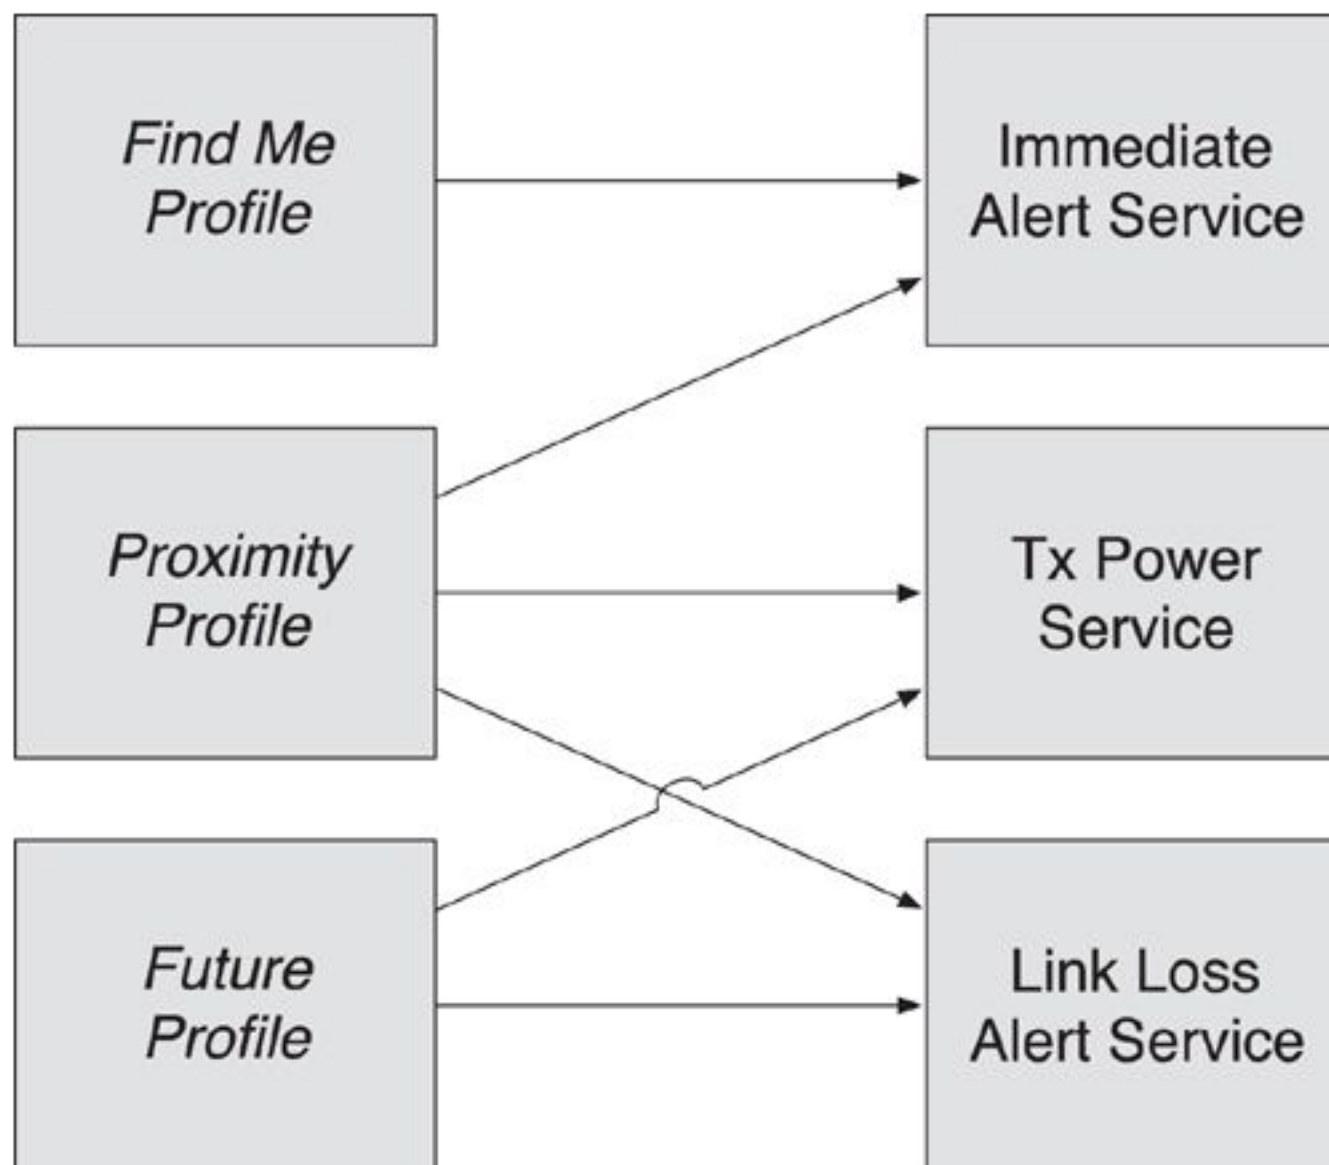 Find Me
Profile
Immediate
Alert Service
Proximity
Profile
Tx Power
Service
Future
Profile
Link Loss
Alert Service